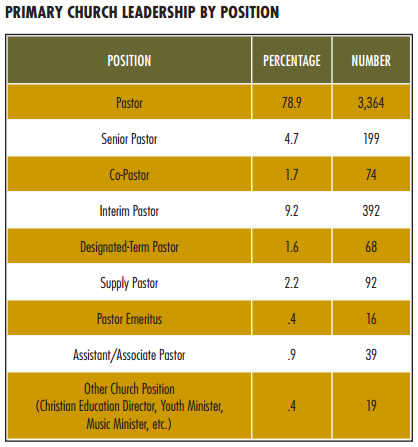 PRIMARY CHURCH LEADERSHIP BY POSITION
POSITION PERCENTAGE NUMBER
Pastor 78.9 3,364
Senior Pastor 4.7 199
Co-Pastor 1.7 74
Interim Pastor 9.2 392
Designated-Term Pastor 1.6 68
Supply Pastor 2.2 92
Pastor Emeritus .4 16
Assistant/Associate Pastor .9 39
Other Church Position
(Christian Education Director, Youth Minister, .4 19
Music Minister, etc.)